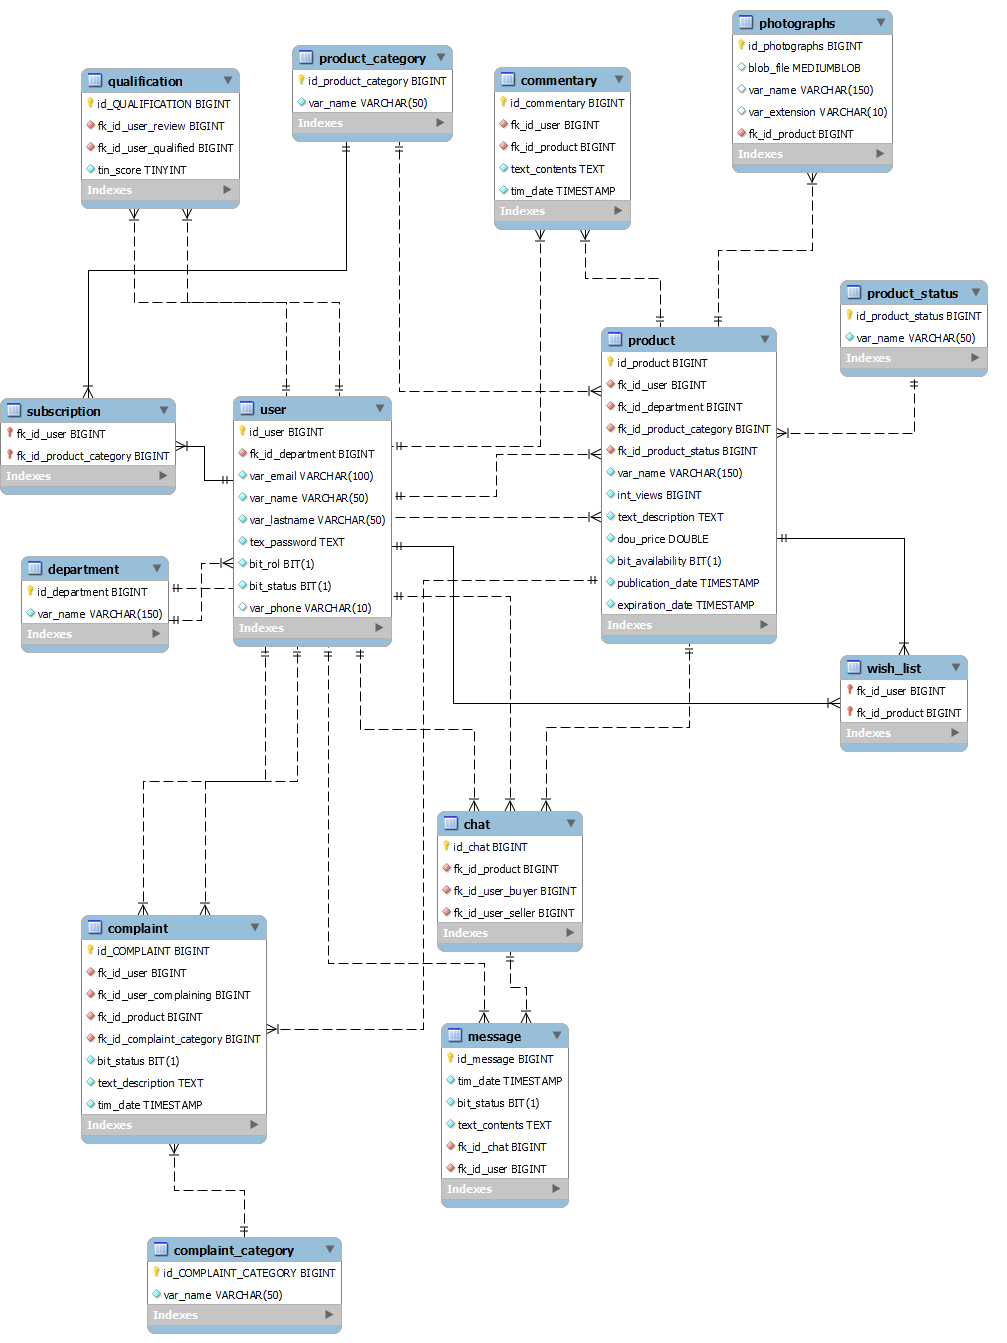 photographs
id_photographs BIGINT
blob_file MEDIUMBLOB
var_name VARCHAR(150)
var_extension VARCHAR(10)
fk_id_product BIGINT
Indexes
product_category
id_product_category BIGINT
var_name VARCHAR(50)
Indexes
qualification
id_QUALIFICATION BIGINT
fk_id_user_review BIGINT
fk_id_user_qualified BIGINT
tin_score TINYINT
Indexes
commentary
id_commentary BIGINT
fk_id_user BIGINT
fk_id_product BIGINT
text_contents TEXT
tim_date TIMESTAMP
Indexes
product_status
id_product_status BIGINT
var_name VARCHAR(50)
Indexes
product
id_product BIGINT
fk_id_user BIGINT
fk_id_department BIGINT
fk_id_product_category BIGINT
fk_id_product_status BIGINT
var_name VARCHAR(150)
int_views BIGINT
text_description TEXT
dou_price DOUBLE
bit_availability BIT(1)
publication_date TIMESTAMP
expiration_date TIMESTAMP
Indexes
subscription
fk_id_user BIGINT
fk_id_product_category BIGINT
Indexes
user
id_user BIGINT
fk_id_department BIGINT
var_email VARCHAR(100)
var_name VARCHAR(50)
var_lastname VARCHAR(50)
tex_password TEXT
bit_rol BIT(1)
bit_status BIT(1)
var_phone VARCHAR(10)
Indexes
department
id_department BIGINT
var_name VARCHAR(150)
Indexes
wish_list
fk_id_user BIGINT
fk_id_product BIGINT
Indexes
chat
id_chat BIGINT
fk_id_product BIGINT
fk_id_user_buyer BIGINT
fk_id_user_seller BIGINT
Indexes
complaint
id_COMPLAINT BIGINT
fk_id_user BIGINT
fk_id_user_complaining BIGINT
fk_id_product BIGINT
fk_id_complaint_category BIGINT
bit_status BIT(1)
text_description TEXT
tim_date TIMESTAMP
Indexes
message
id_message BIGINT
tim_date TIMESTAMP
bit_status BIT(1)
text_contents TEXT
fk_id_chat BIGINT
fk_id_user BIGINT
Indexes
complaint_category
id_COMPLAINT_CATEGORY BIGINT
var_name VARCHAR(50)
Indexes